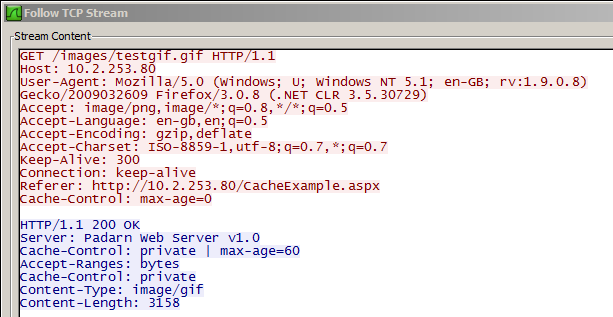 Follow TCP Stream
Stream Content
GET /images/testgif.gif HTTP/1.1
Host: 10.2.253.80
User-Agent: Mozilla/5.0 (Windows; U; Windows NT 5.1; en-GB; rv:1.9.0.8)
Gecko/2009032609 Firefox/3.0.8 (.NET CLR 3.5.30729)
Accept: image/png,image/*;q=0.8,*/*;q=0.5
Accept-Language: en-gb,en;q=0.5
Accept-Encoding: gzip,deflate
Accept-Charset: ISO-8859-1,utf-8;q=0.7,*;q=0.7
Keep-Alive: 300
Connection: keep-alive
Referer: http://10.2.253.80/CacheExample.aspx
Cache-Control: max-age=0
HTTP/1.1 200 OK
Server: Padarn Web Server v1.0
Cache-Control: private | max-age=60
Accept-Ranges: bytes
Cache-Control: private
Content-Type: image/gif
Content-Length: 3158